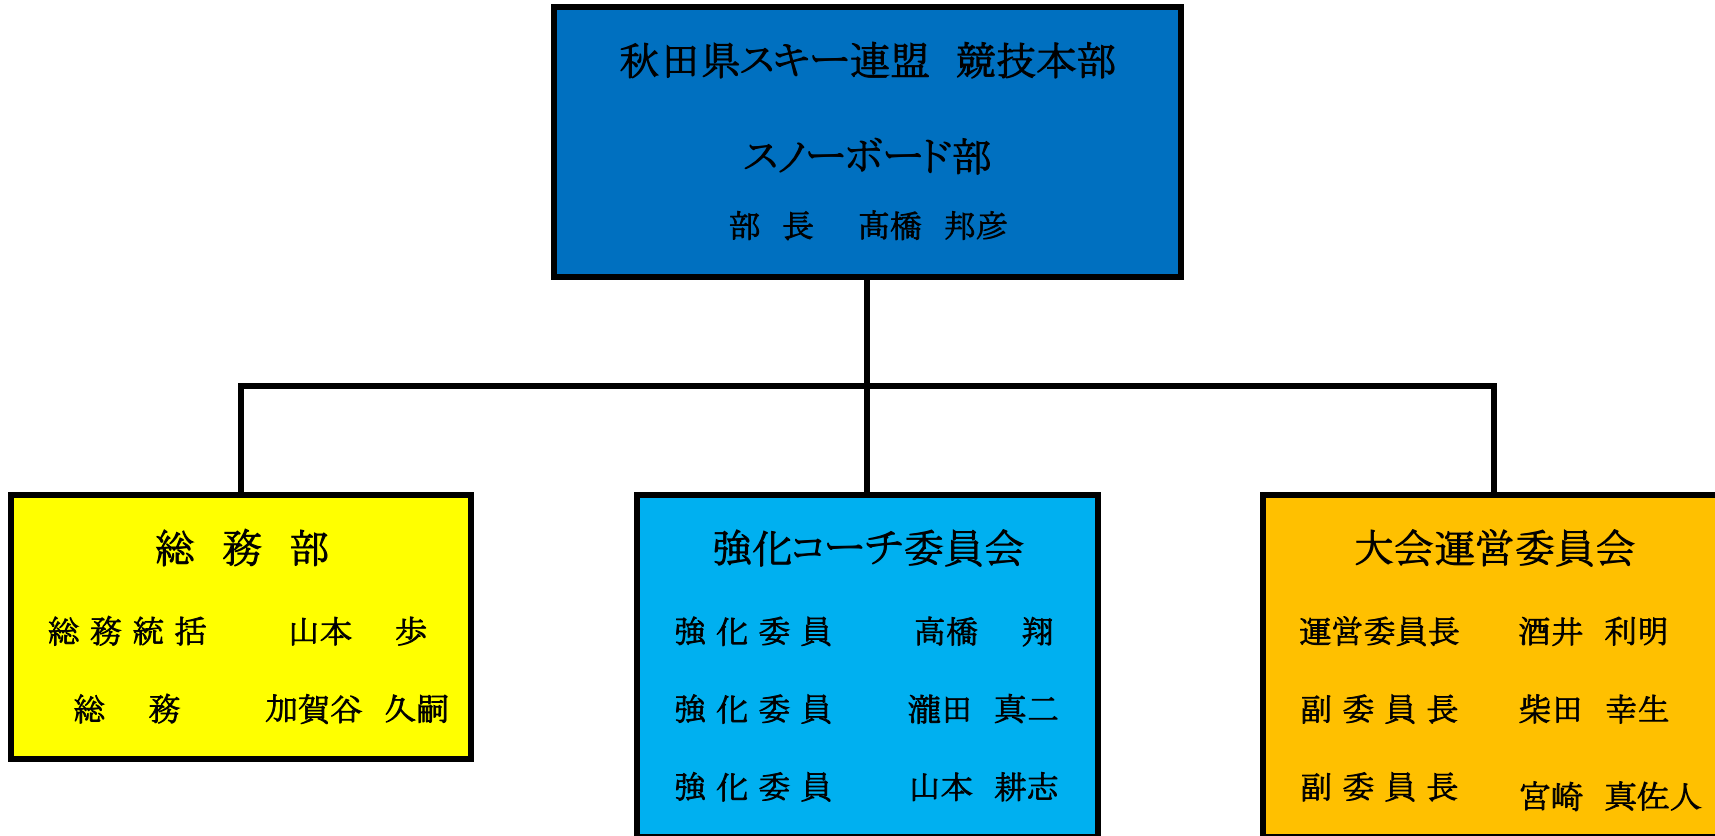 秋田県スキー連盟 競技本部
スノーボード部
部 長 髙橋 邦彦
総 務 部
総 務 統 括 山本 歩
総 務 加賀谷 久嗣
強化コーチ委員会
強 化 委 員 高橋 翔
強 化 委 員 瀧田 真二
強 化 委 員 山本 耕志
大会運営委員会
運営委員長 酒井 利明
副 委 員 長 柴田 幸生
副 委 員 長 宮崎 真佐人